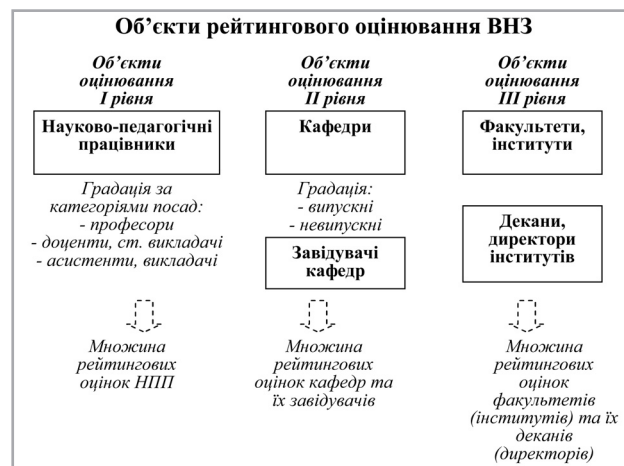 Об’єкти рейтингового оцінювання ВНЗ
Об’єкти
оцінювання
I рівня
Науково-педагогічні
працівники
Градація за
категоріями посад:
- професори
- доценти, ст. викладачі
- асистенти, викладачі
Множина
рейтингових
оцінок НПП
Об’єкти
оцінювання
II рівня
Кафедри
Градація:
- випускні
- невипускні
Завідувачі
кафедр
Множина
рейтингових
оцінок кафедр та
їх завідувачів
Об’єкти
оцінювання
III рівня
Факультети,
інститути
Декани,
директори
інститутів
Множина
рейтингових
оцінок
факультетів
(інститутів) та їх
деканів
(директорів)